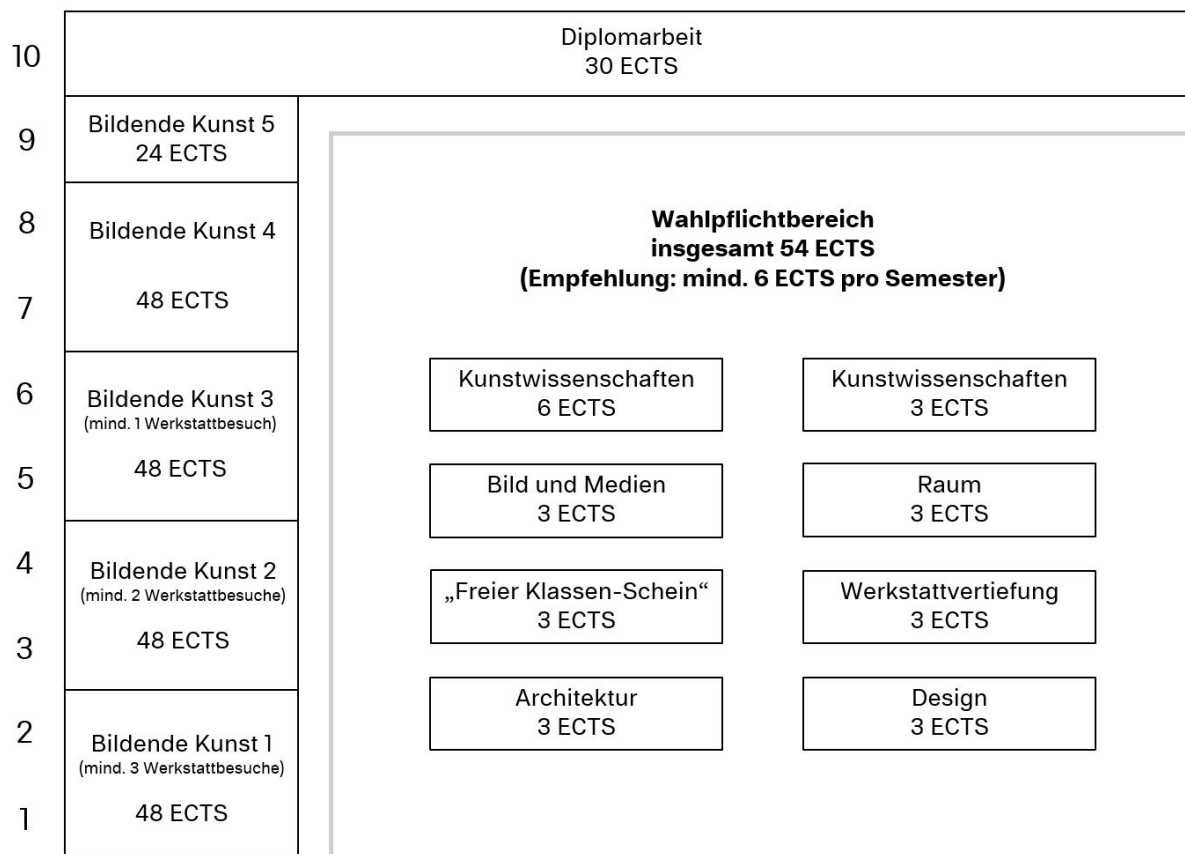 10
Diplomarbeit
30 ECTS
9
Bildende Kunst 5
24 ECTS
8
7
Bildende Kunst 4
48 ECTS
6
5
Bildende Kunst 3
(mind. 1 Werkstattbesuch)
48 ECTS
4
3
Bildende Kunst 2
(mind. 2 Werkstattbesuche)
48 ECTS
2
1
Bildende Kunst 1
(mind. 3 Werkstattbesuche)
48 ECTS
Wahlpflichtbereich
insgesamt 54 ECTS
(Empfehlung: mind. 6 ECTS pro Semester)
Kunstwissenschaften
6 ECTS
Kunstwissenschaften
3 ECTS
Bild und Medien
3 ECTS
Raum
3 ECTS
„Freier Klassen-Schein“
3 ECTS
Werkstattvertiefung
3 ECTS
Architektur
3 ECTS
Design
3 ECTS